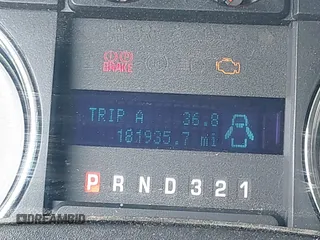 BRAKE
TRIP A 36.8
181935.7 mi
P R N D 3 2 1
DREAMBID